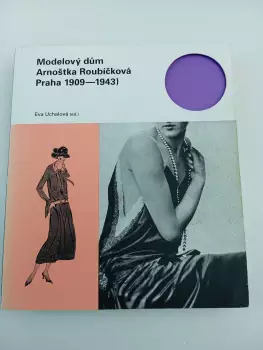 Modelový dům
Arnoštka Roubíčková
Praha 1909—1943)
Eva Uchalová ed.)